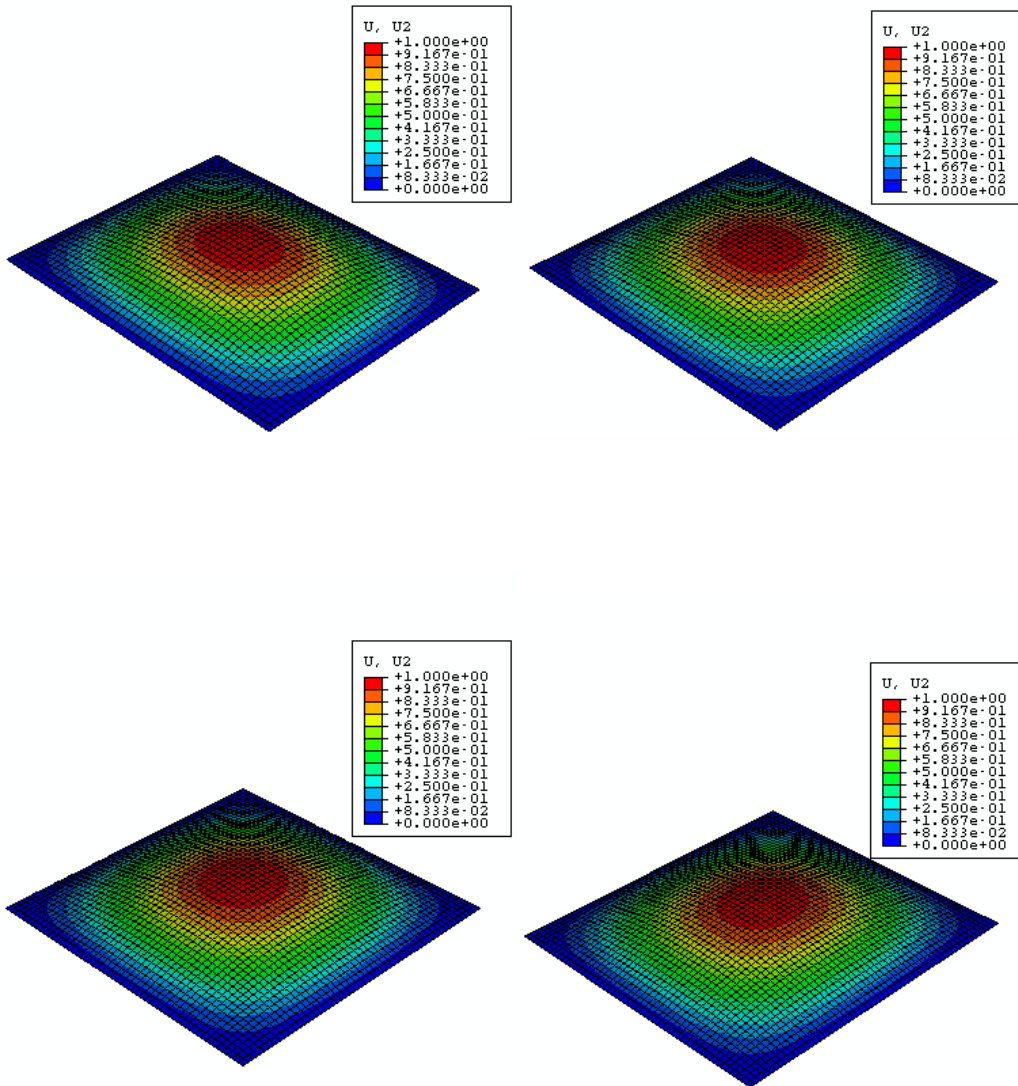 U, U2
+1.000e+00
+9.167e-01
+8.333e-01
+7.500e-01
+6.667e-01
+5.833e-01
+5.000e-01
+4.167e-01
+3.333e-01
+2.500e-01
+1.667e-01
+8.333e-02
+0.000e+00
U, U2
+1.000e+00
+9.167e-01
+8.333e-01
+7.500e-01
+6.667e-01
+5.833e-01
+5.000e-01
+4.167e-01
+3.333e-01
+2.500e-01
+1.667e-01
+8.333e-02
+0.000e+00
U, U2
+1.000e+00
+9.167e-01
+8.333e-01
+7.500e-01
+6.667e-01
+5.833e-01
+5.000e-01
+4.167e-01
+3.333e-01
+2.500e-01
+1.667e-01
+8.333e-02
+0.000e+00
U, U2
+1.000e+00
+9.167e-01
+8.333e-01
+7.500e-01
+6.667e-01
+5.833e-01
+5.000e-01
+4.167e-01
+3.333e-01
+2.500e-01
+1.667e-01
+8.333e-02
+0.000e+00